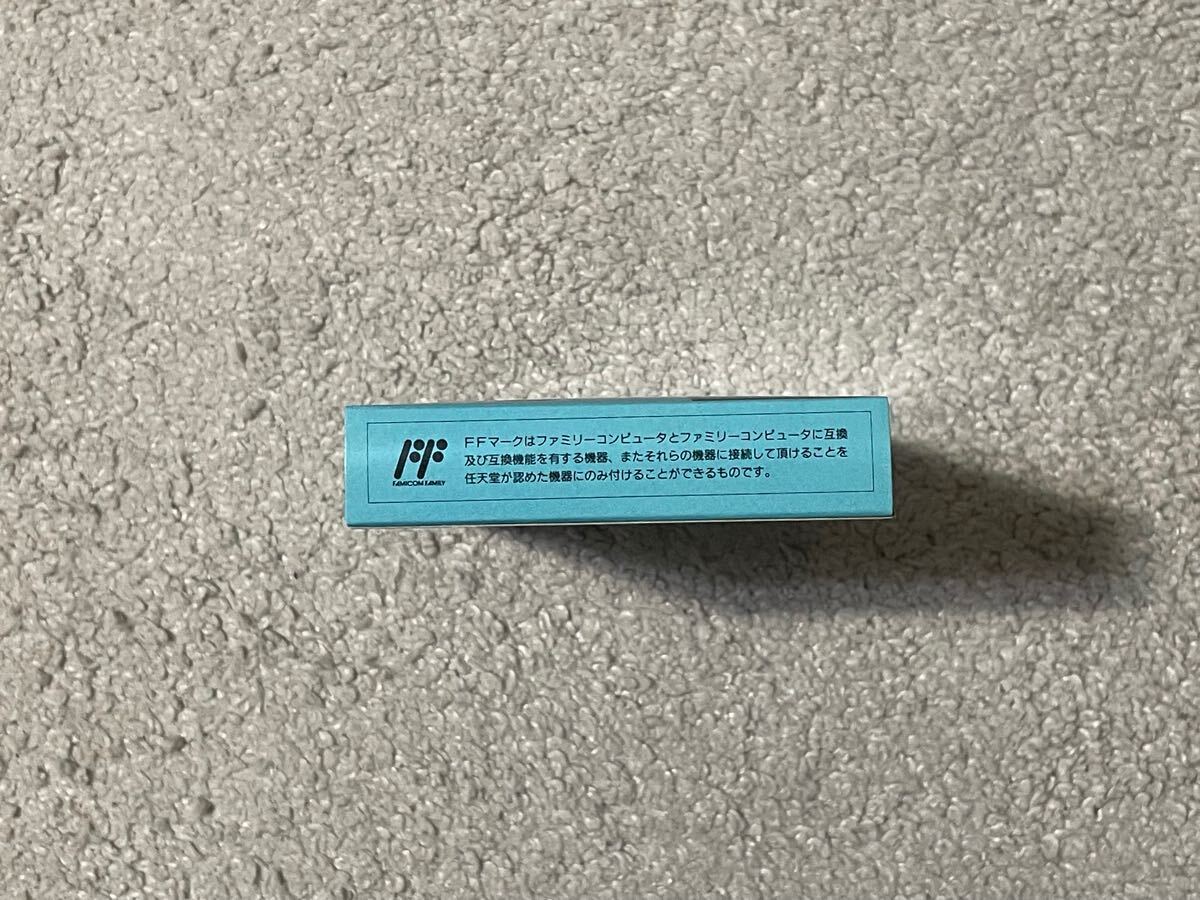 FFマークはファミリーコンピュータとファミリーコンピュータに互換
及び互換機能を有する機器、またそれらの機器に接続して頂けることを
任天堂が認めた機器にのみ付けることができるものです。
FF
FAMICOM FAMILY